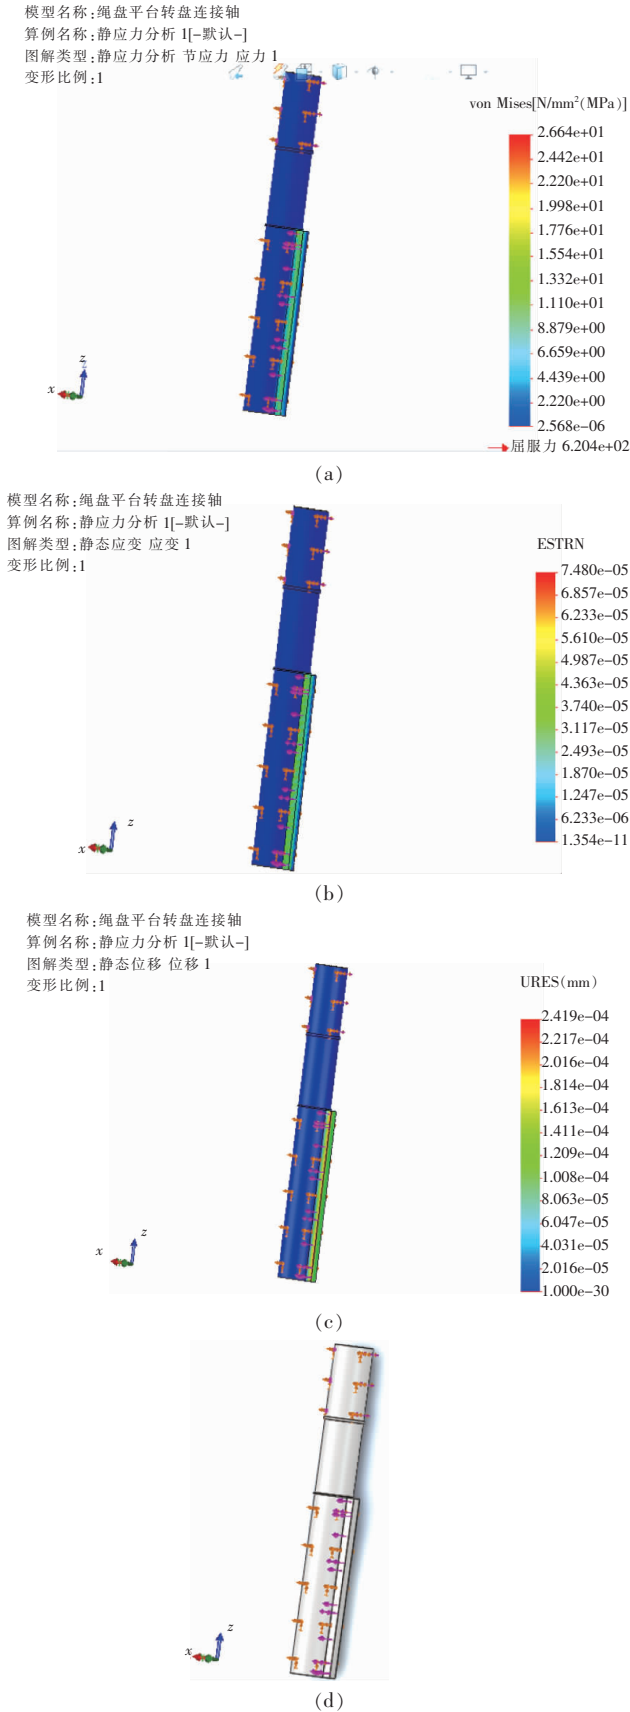 模型名称:绳盘平台转盘连接轴
算例名称:静应力分析 1[-默认-]
图解类型:静应力分析 节应力 应力 1
变形比例:1
von Mises[N/mm²(MPa)]
2.664e+01
2.442e+01
2.220e+01
1.998e+01
1.776e+01
1.554e+01
1.332e+01
1.110e+01
8.879e+00
6.659e+00
4.439e+00
2.220e+00
2.568e-06
屈服力 6.204e+02
z
z
x
(a)
模型名称:绳盘平台转盘连接轴
算例名称:静应力分析 1[-默认-]
图解类型:静态应变 应变 1
变形比例:1
ESTRN
7.480e-05
6.857e-05
6.233e-05
5.610e-05
4.987e-05
4.363e-05
3.740e-05
3.117e-05
2.493e-05
1.870e-05
1.247e-05
6.233e-06
1.354e-11
z
x
(b)
模型名称:绳盘平台转盘连接轴
算例名称:静应力分析 1[-默认-]
图解类型:静态位移 位移 1
变形比例:1
URES(mm)
2.419e-04
2.217e-04
2.016e-04
1.814e-04
1.613e-04
1.411e-04
1.209e-04
1.008e-04
8.063e-05
6.047e-05
4.031e-05
2.016e-05
1.000e-30
z
x
(c)
z
x
(d)